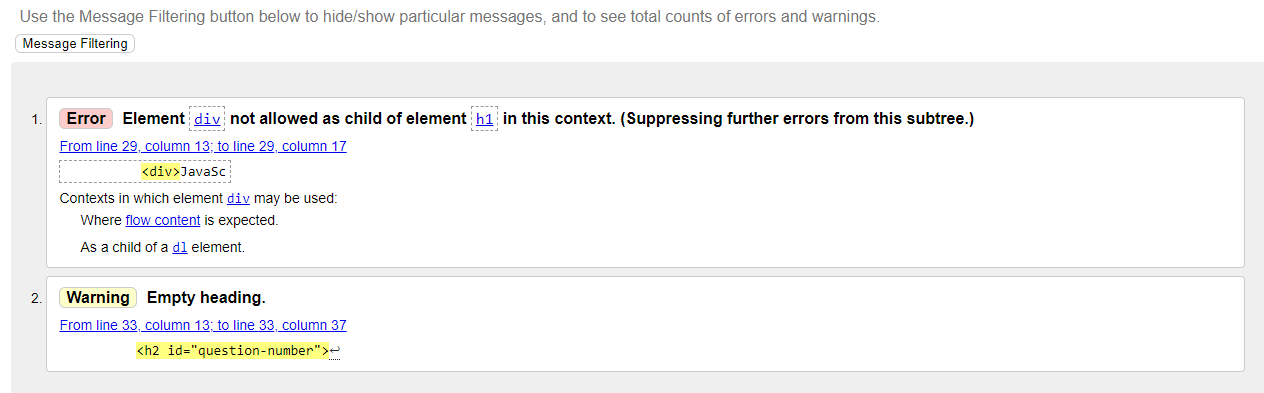 Use the Message Filtering button below to hide/show particular messages, and to see total counts of errors and warnings.
Message Filtering
1. Error Element div not allowed as child of element h1 in this context. (Suppressing further errors from this subtree.)
From line 29, column 13; to line 29, column 17
<div>JavaSc
Contexts in which element div may be used:
Where flow content is expected.
As a child of a dl element.
2. Warning Empty heading.
From line 33, column 13; to line 33, column 37
<h2 id="question-number">↩